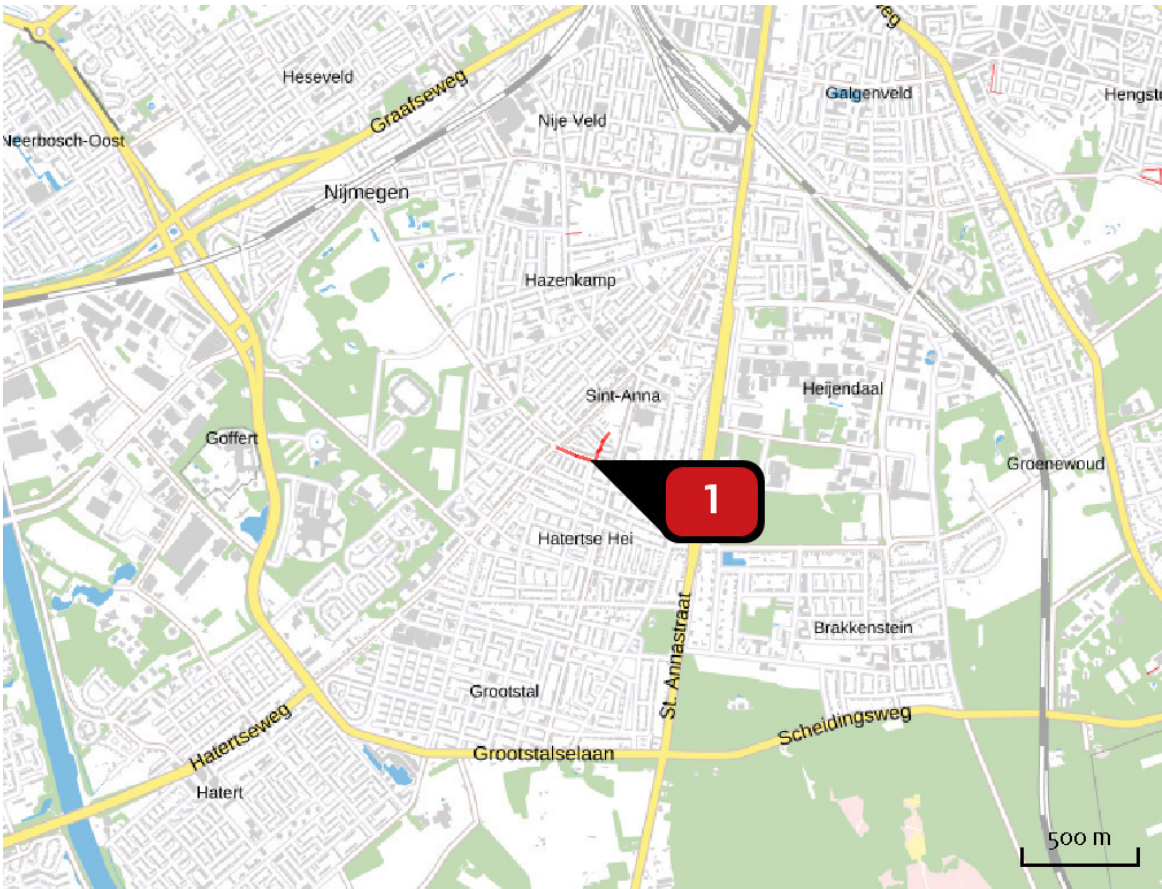 weg
Heseveld
Graafseweg
Galgenveld
Nije Veld
Neerbosch-Oost
Nijmegen
Hazenkamp
Sint-Anna
Heijendaal
Goffert
Groenewoud
1
Hatertse Hei
Brakkenstein
St. Annastraat
Grootstal
Scheidingsweg
Hatertseweg
Grootstalselaan
Hatert
500 m